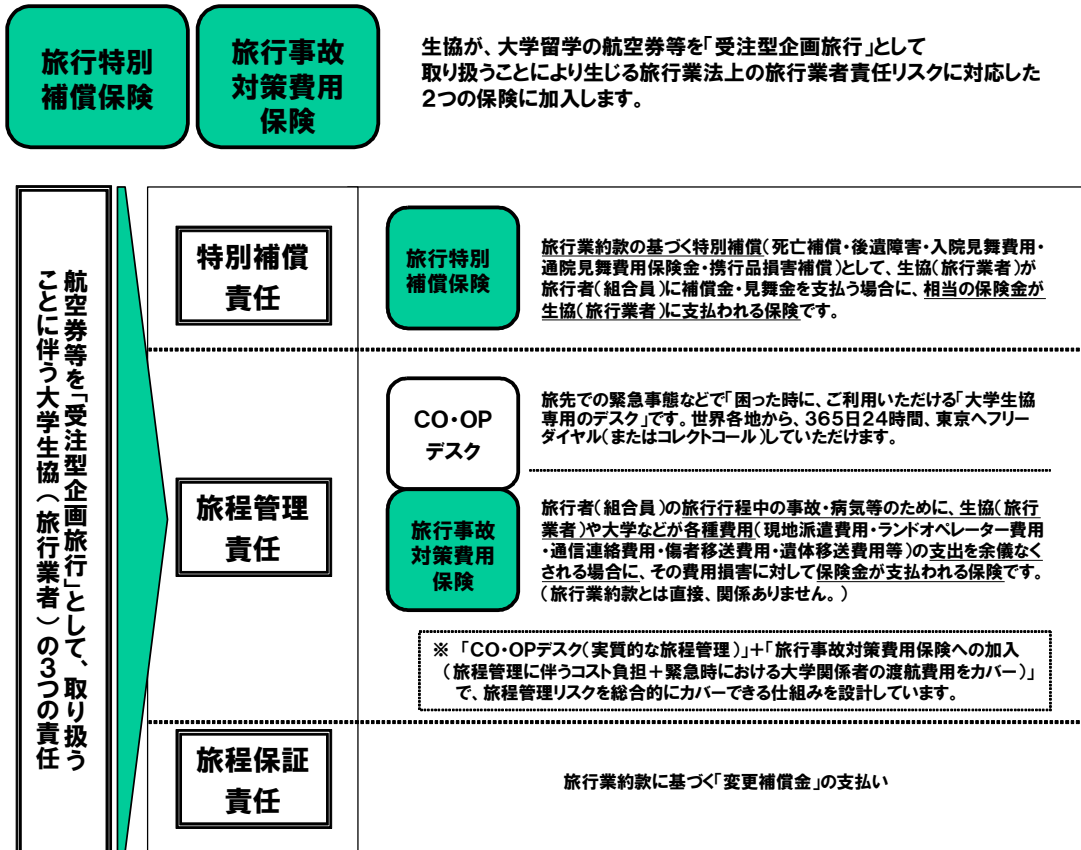 旅行特別
補償保険
旅行事故
対策費用
保険
生協が、大学留学の航空券等を「受注型企画旅行」として
取り扱うことにより生じる旅行業法上の旅行業者責任リスクに対応した
2つの保険に加入します。
航空券等を「受注型企画旅行」として、取り扱う
ことに伴う大学生協（旅行業者）の3つの責任
特別補償
責任
旅行特別
補償保険
旅行業約款の基づく特別補償(死亡補償・後遺障害・入院見舞費用・
通院見舞費用保険金・携行品損害補償)として、生協(旅行業者)が
旅行者(組合員)に補償金・見舞金を支払う場合に、相当の保険金が
生協(旅行業者)に支払われる保険です。
旅程管理
責任
CO・OP
デスク
旅先での緊急事態などで「困った時に、ご利用いただける「大学生協
専用のデスク」です。世界各地から、365日24時間、東京へフリー
ダイヤル(またはコレクトコール)していただけます。
旅行事故
対策費用
保険
旅行者(組合員)の旅行行程中の事故・病気等のために、生協(旅行
業者)や大学などが各種費用(現地派遣費用・ランドオペレーター費用
・通信連絡費用・傷者移送費用・遺体移送費用等)の支出を余儀なく
される場合に、その費用損害に対して保険金が支払われる保険です。
(旅行業約款とは直接、関係ありません。)
※ 「CO・OPデスク(実質的な旅程管理)」+「旅行事故対策費用保険への加入
(旅程管理に伴うコスト負担+緊急時における大学関係者の渡航費用をカバー)」
で、旅程管理リスクを総合的にカバーできる仕組みを設計しています。
旅程保証
責任
旅行業約款に基づく「変更補償金」の支払い